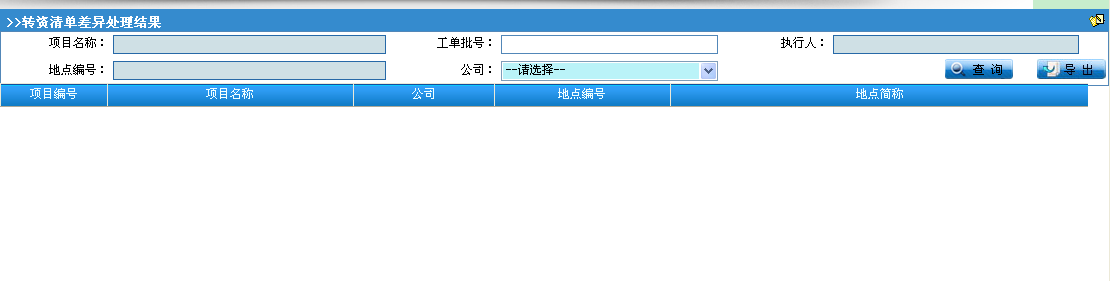 >>转资清单差异处理结果
项目名称： 工单批号： 执行人：
地点编号： 公司： --请选择-- 查 询 导 出
项目编号 项目名称 公司 地点编号 地点简称